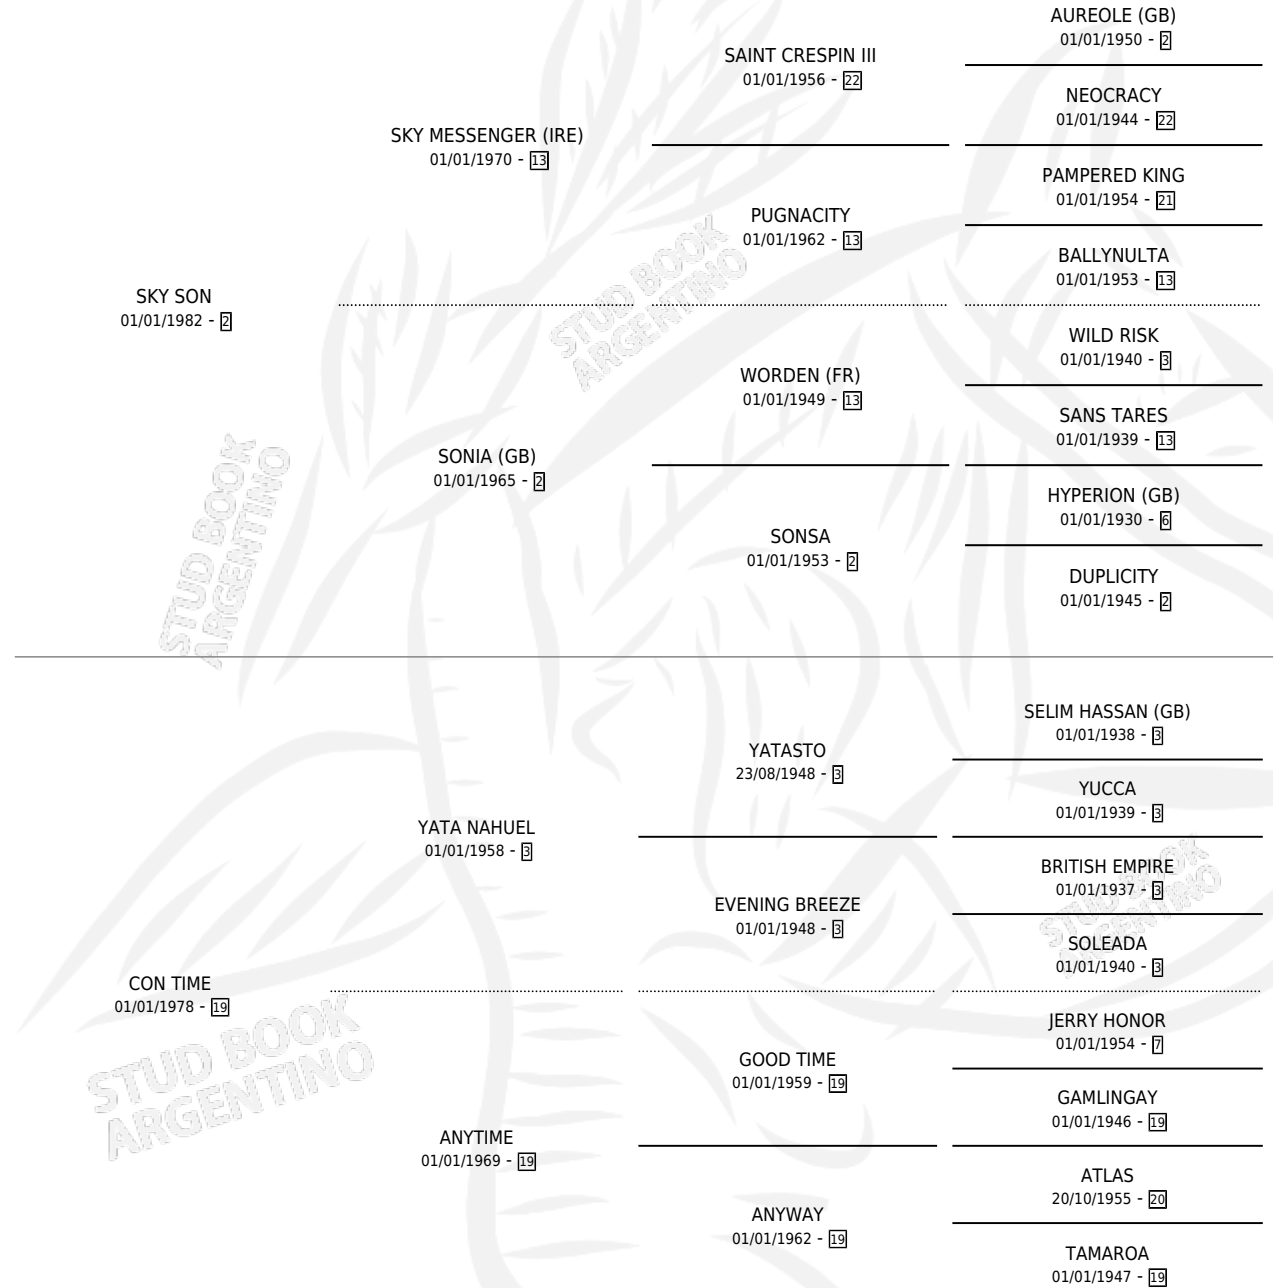 AUREOLE (GB)
01/01/1950 - 2
SAINT CRESPIN III
01/01/1956 - 22
NEOCRACY
01/01/1944 - 22
SKY MESSENGER (IRE)
01/01/1970 - 13
PAMPERED KING
01/01/1954 - 21
PUGNACITY
01/01/1962 - 13
BALLYNULTA
01/01/1953 - 13
SKY SON
01/01/1982 - 2
STUD BOOK
ARGENTINO
WILD RISK
01/01/1940 - 3
WORDEN (FR)
01/01/1949 - 13
SANS TARES
01/01/1939 - 13
SONIA (GB)
01/01/1965 - 2
HYPERION (GB)
01/01/1930 - 6
SONSA
01/01/1953 - 2
DUPLICITY
01/01/1945 - 2
STUD BOOK
ARGENTINO
SELIM HASSAN (GB)
01/01/1938 - 3
YATASTO
23/08/1948 - 3
YUCCA
01/01/1939 - 3
YATA NAHUEL
01/01/1958 - 3
BRITISH EMPIRE
01/01/1937 - 3
EVENING BREEZE
01/01/1948 - 3
STUD BOOK
ARGENTINO
SOLEADA
01/01/1940 - 3
CON TIME
01/01/1978 - 19
JERRY HONOR
01/01/1954 - 7
GOOD TIME
01/01/1959 - 19
STUD BOOK
ARGENTINO
GAMLINGAY
01/01/1946 - 19
ANYTIME
01/01/1969 - 19
ATLAS
20/10/1955 - 20
ANYWAY
01/01/1962 - 19
TAMAROA
01/01/1947 - 19